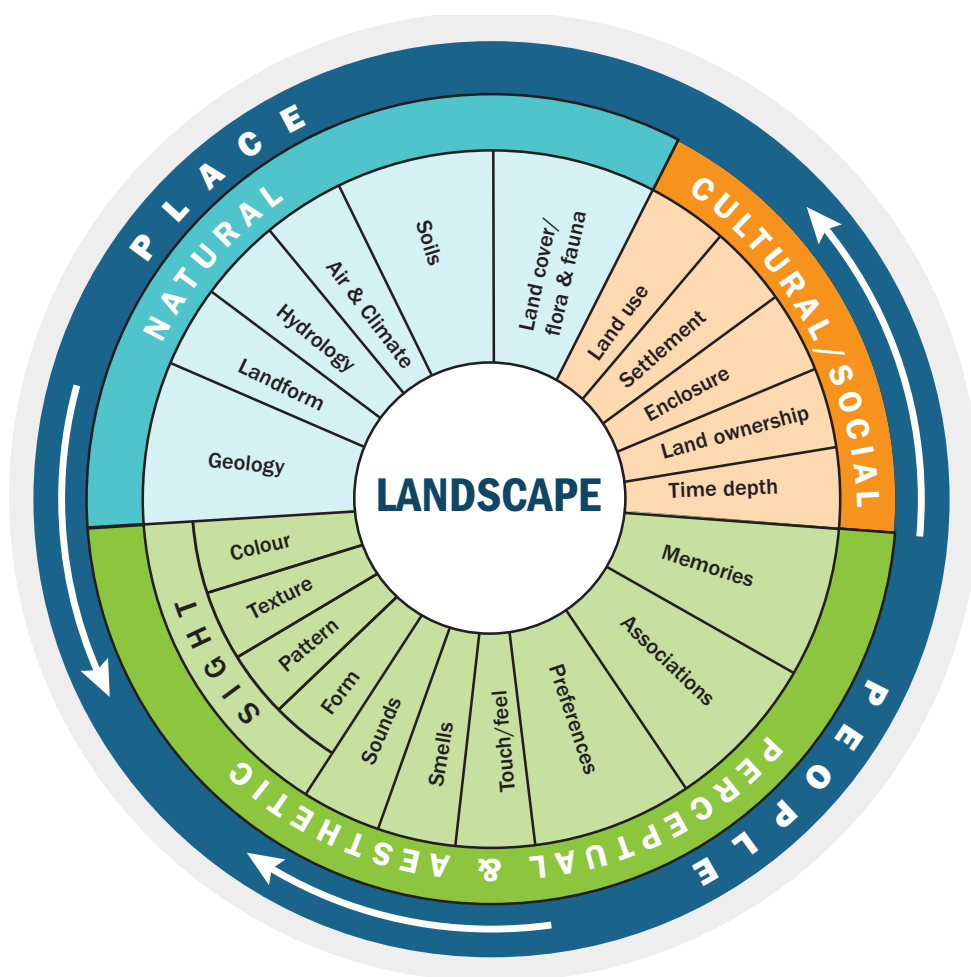 PLACE
NATURAL
Geology
Landform
Hydrology
Air & Climate
Soils
Land cover/
flora & fauna
CULTURAL/SOCIAL
Land use
Settlement
Enclosure
Land ownership
Time depth
LANDSCAPE
PEOPLE
PERCEPTUAL & AESTHETIC
Memories
Associations
Preferences
Touch/feel
Smells
Sounds
SIGHT
Form
Pattern
Texture
Colour